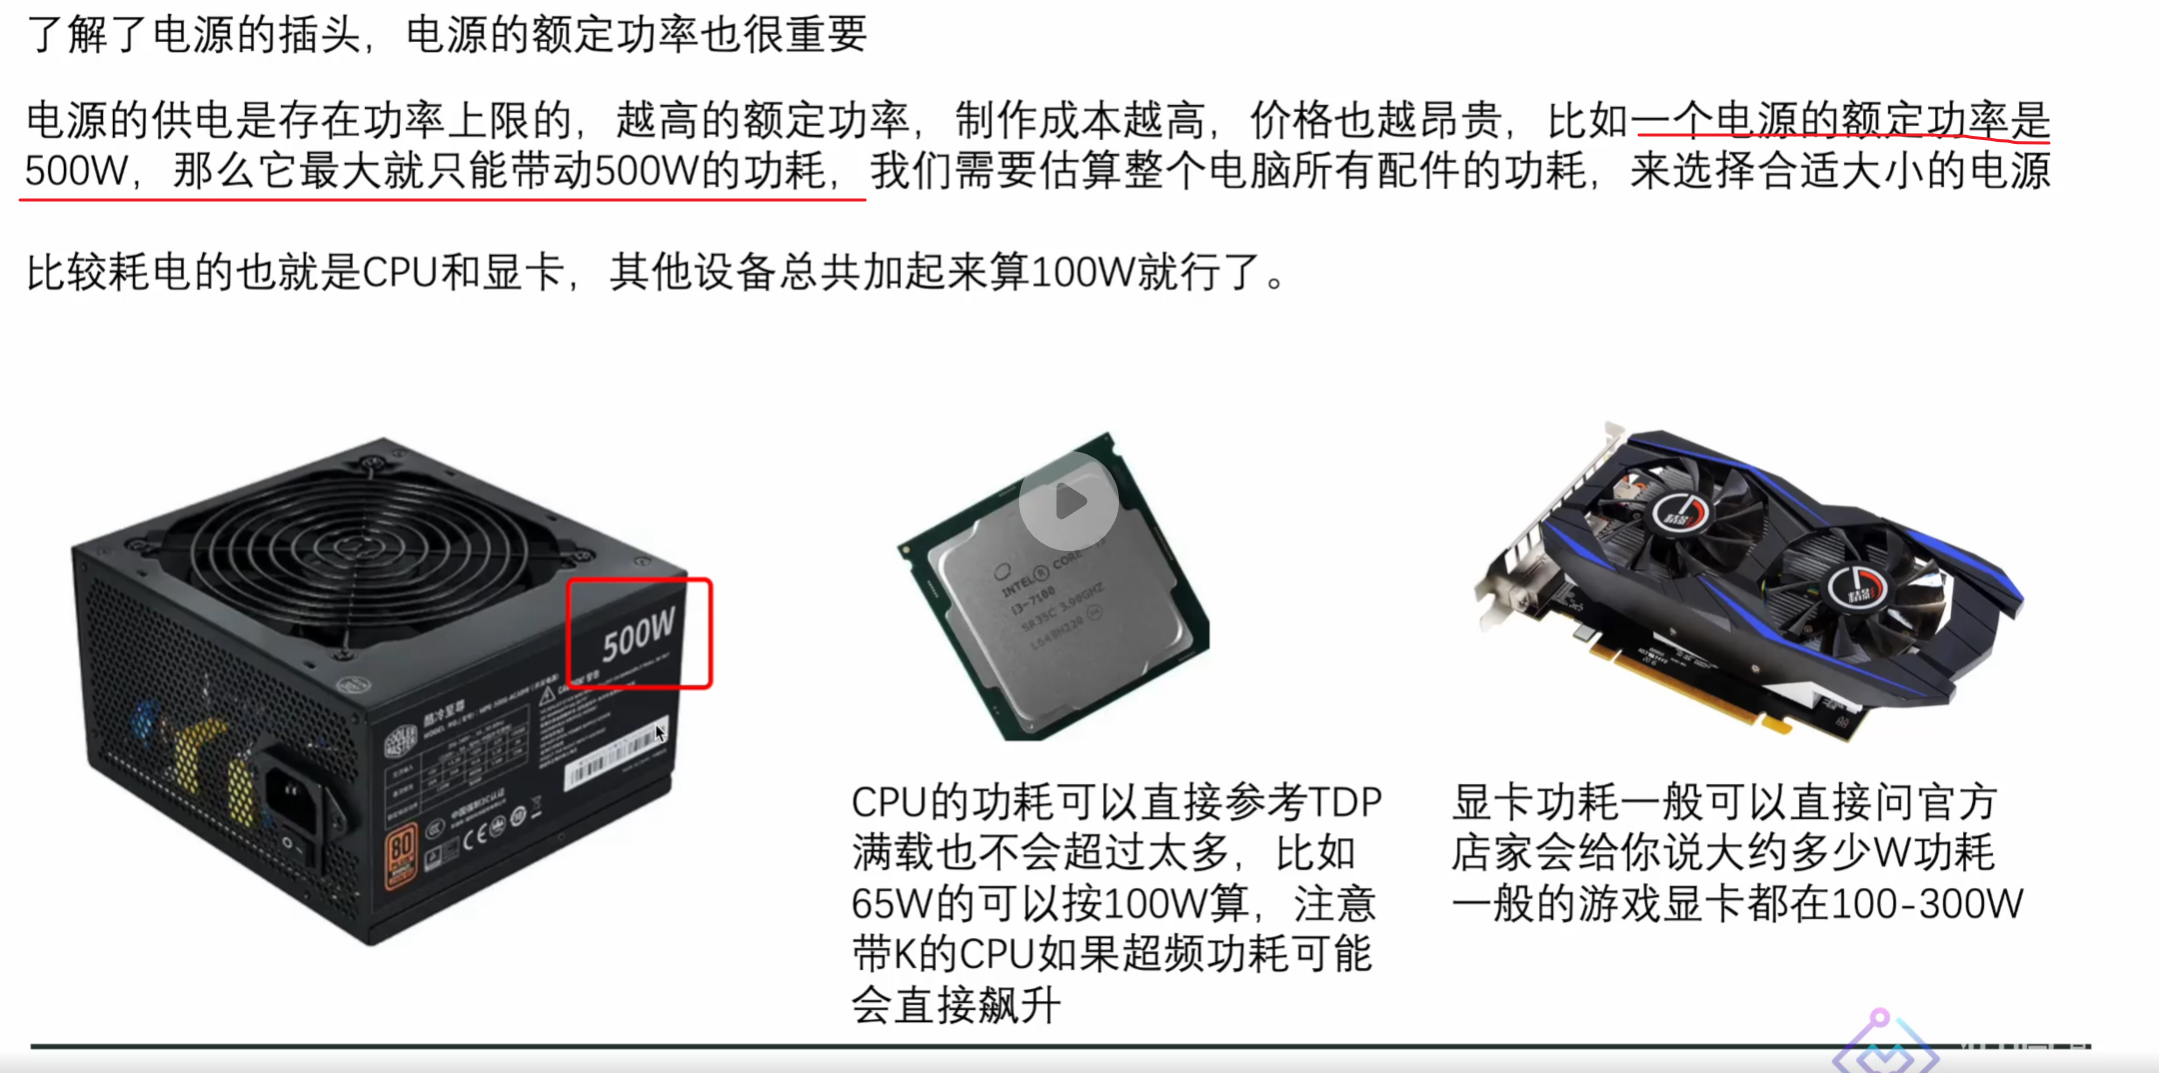 了解了电源的插头，电源的额定功率也很重要
电源的供电是存在功率上限的，越高的额定功率，制作成本越高，价格也越昂贵，比如一个电源的额定功率是
500W，那么它最大就只能带动500W的功耗，我们需要估算整个电脑所有配件的功耗，来选择合适大小的电源
比较耗电的也就是CPU和显卡，其他设备总共加起来算100W就行了。
500W
酷冷至尊
COOLER MASTER
80
INTEL® CORE™
i3-7100
SR35C 3.90GHZ
CPU的功耗可以直接参考TDP
满载也不会超过太多，比如
65W的可以按100W算，注意
带K的CPU如果超频功耗可能
会直接飙升
显卡功耗一般可以直接问官方
店家会给你说大约多少W功耗
一般的游戏显卡都在100-300W